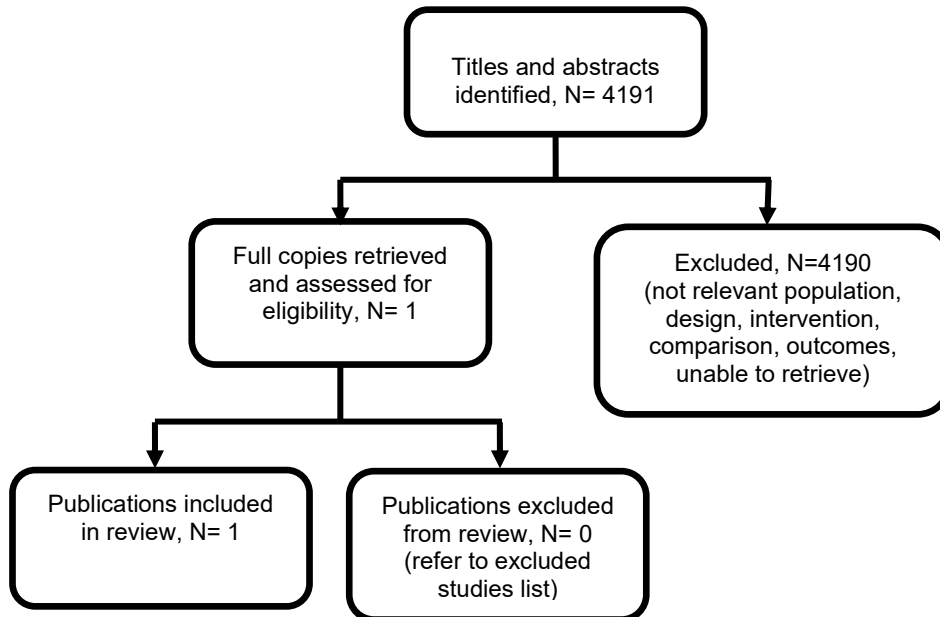 Titles and abstracts
identified, N= 4191
Full copies retrieved
and assessed for
eligibility, N= 1
Excluded, N=4190
(not relevant population,
design, intervention,
comparison, outcomes,
unable to retrieve)
Publications included
in review, N= 1
Publications excluded
from review, N= 0
(refer to excluded
studies list)